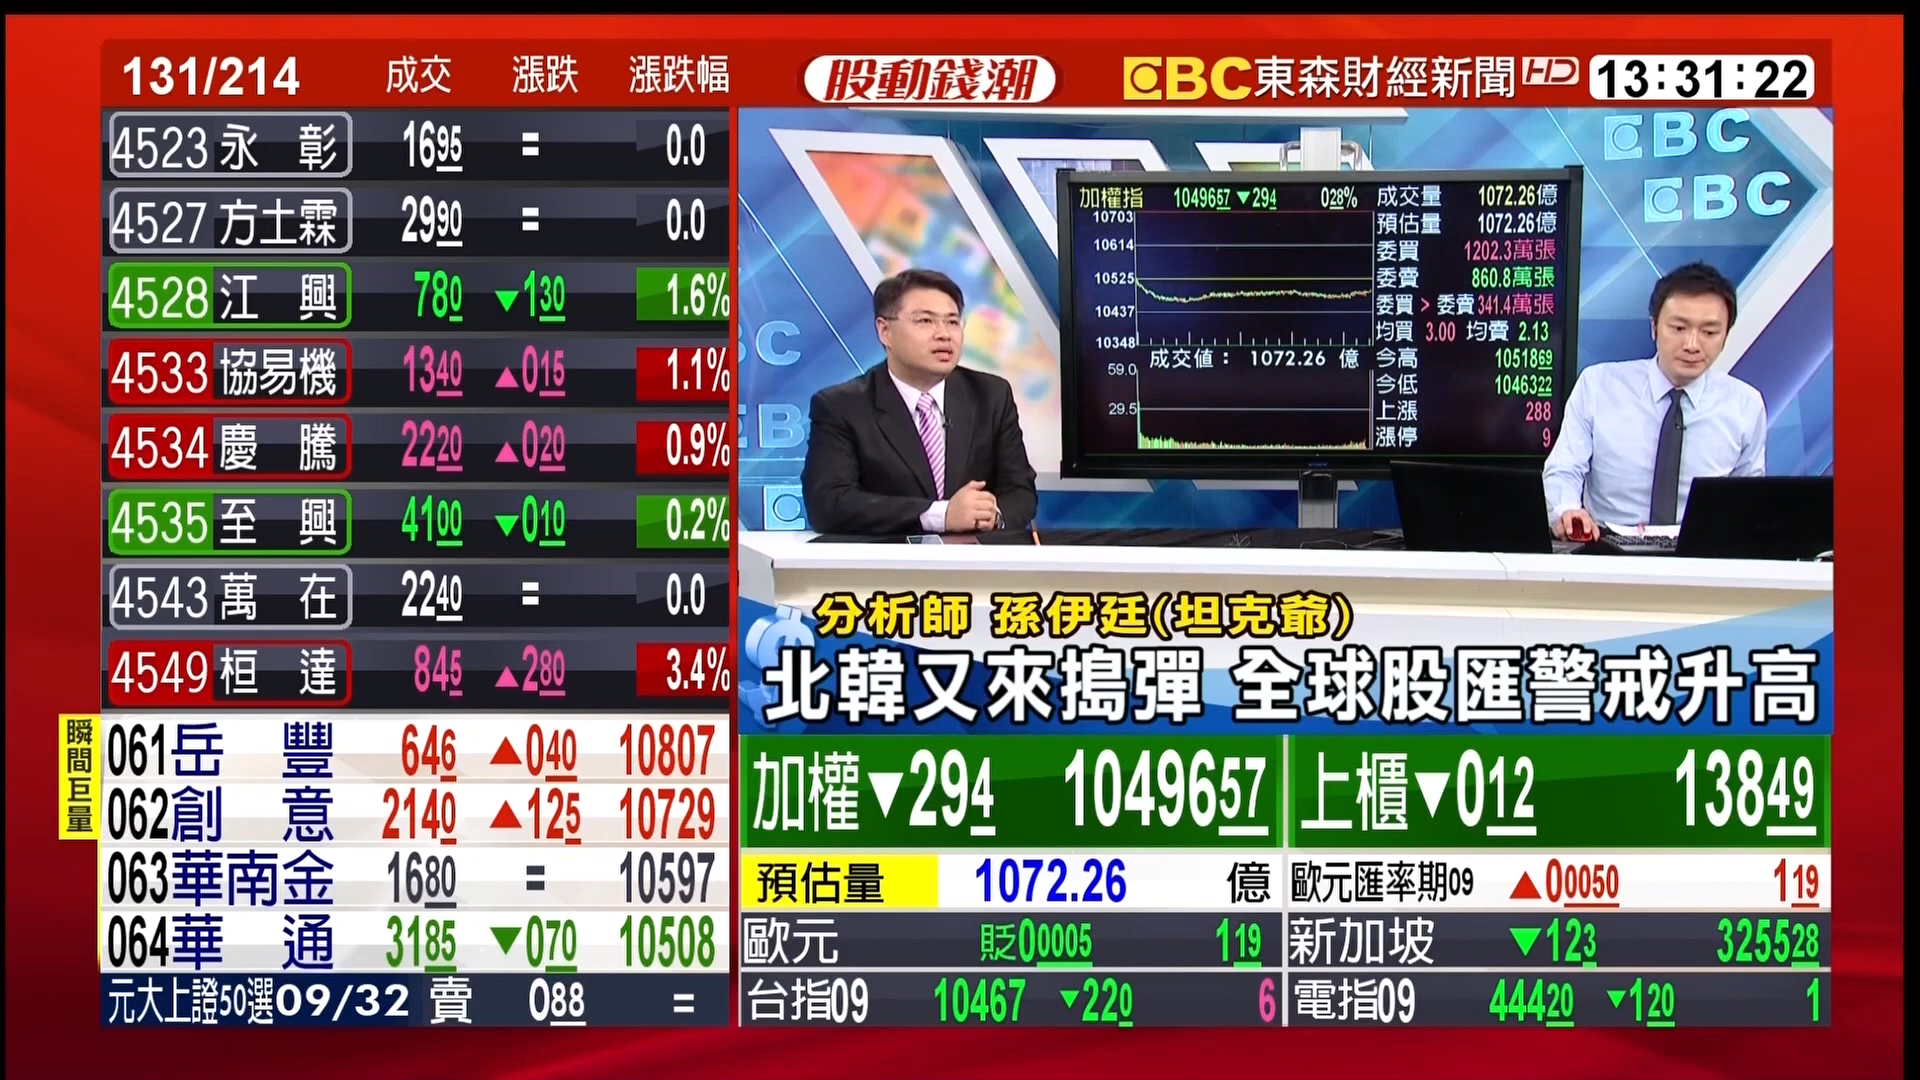 131/214 成交 漲跌 漲跌幅
股動錢潮
EBC東森財經新聞HD 13:31:22
4523 永彰 1695 = 0.0
4527 方土霖 2990 = 0.0
4528 江興 780 ▼130 1.6%
4533 協易機 1340 ▲015 1.1%
4534 慶騰 2220 ▲020 0.9%
4535 至興 4100 ▼010 0.2%
4543 萬在 2240 = 0.0
4549 桓達 845 ▲280 3.4%
瞬間巨量
061岳豐 646 ▲040 10807
062創意 2140 ▲125 10729
063華南金 1680 = 10597
064華通 3185 ▼070 10508
元大上證50選09/32 賣 088 =
EBC
EBC
加權指 1049657 ▼294 028%
10703
10614
10525
10437
10348
成交值： 1072.26 億
59.0
29.5
成交量 1072.26億
預估量 1072.26億
委買 1202.3萬張
委賣 860.8萬張
委買 > 委賣 341.4萬張
均買 3.00 均賣 2.13
今高 1051869
今低 1046322
上漲 288
漲停 9
分析師 孫伊廷(坦克爺)
北韓又來搗彈 全球股匯警戒升高
加權▼294 1049657
上櫃▼012 13849
預估量 1072.26 億
歐元匯率期09 ▲00050 119
歐元 貶00005 119
新加坡 ▼123 325528
台指09 10467 ▼220 6
電指09 44420 ▼120 1